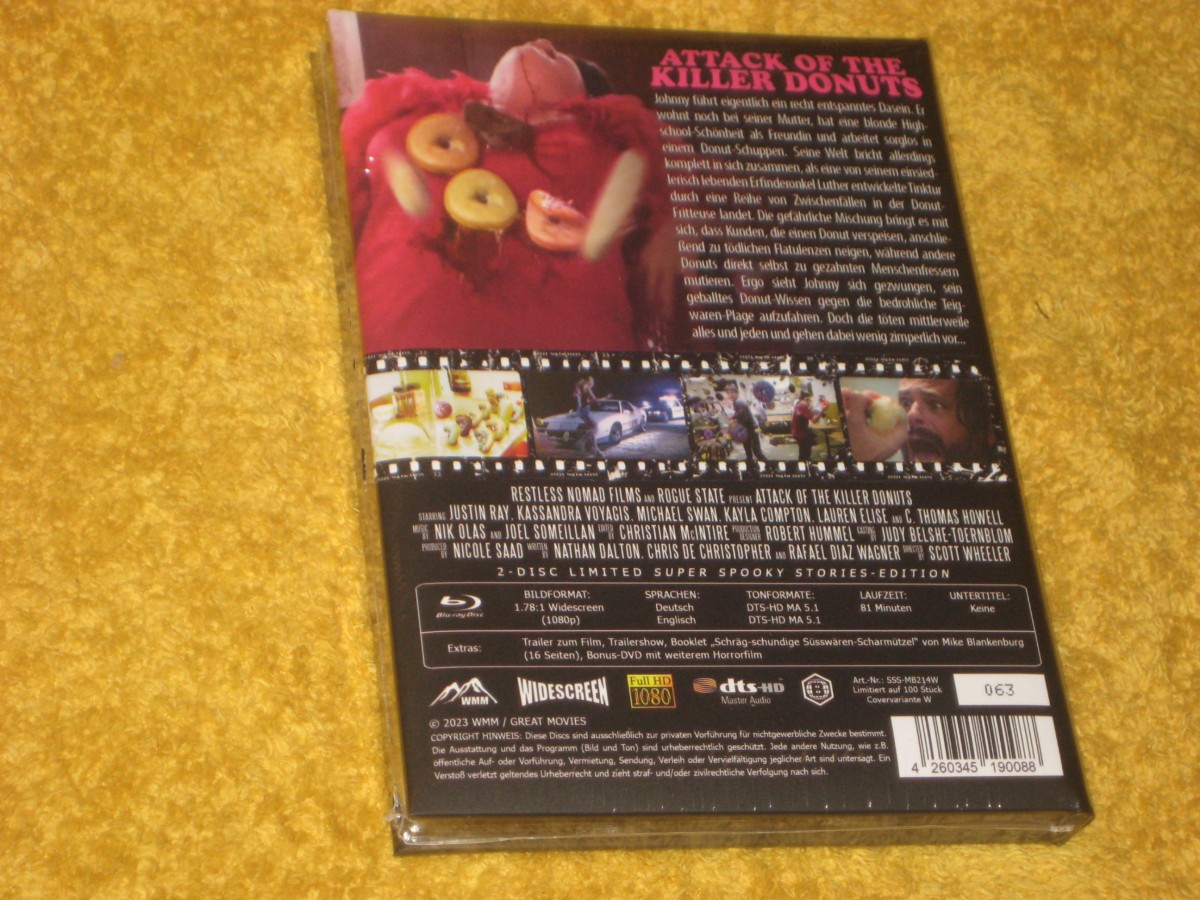 ATTACK OF THE
KILLER DONUTS
Johnny führt eigentlich ein recht entspanntes Dasein. Er
wohnt noch bei seiner Mutter, hat eine blonde High-
school-Schönheit als Freundin und arbeitet sorglos in
einem Donut-Schuppen. Seine Welt bricht allerdings
komplett in sich zusammen, als eine von seinem einsied-
lerisch lebenden Erfinderonkel Luther entwickelte Tinktur
durch eine Reihe von Zwischenfällen in der Donut-
Fritteuse landet. Die gefährliche Mischung bringt es mit
sich, dass Kunden, die einen Donut verspeisen, anschlie-
ßend zu tödlichen Flatulenzen neigen, während andere
Donuts direkt selbst zu gezahnten Menschenfressern
mutieren. Ergo sieht Johnny sich gezwungen, sein
geballtes Donut-Wissen gegen die bedrohliche Teig-
waren-Plage aufzufahren. Doch die töten mittlerweile
alles und jeden und gehen dabei wenig zimperlich vor...
RESTLESS NOMAD FILMS AND ROGUE STATE PRESENT ATTACK OF THE KILLER DONUTS
STARRING JUSTIN RAY, KASSANDRA VOYAGIS, MICHAEL SWAN, KAYLA COMPTON, LAUREN ELISE AND C. THOMAS HOWELL
MUSIC BY NIK OLAS AND JOEL SOMEILLAN EDITED BY CHRISTIAN McINTIRE PRODUCTION DESIGNER ROBERT HUMMEL CASTING BY JUDY BELSHE-TOERNBLOM
PRODUCED BY NICOLE SAAD WRITTEN BY NATHAN DALTON, CHRIS DE CHRISTOPHER AND RAFAEL DIAZ WAGNER DIRECTED BY SCOTT WHEELER
2-DISC LIMITED SUPER SPOOKY STORIES-EDITION
Blu-ray Disc
BILDFORMAT: SPRACHEN: TONFORMATE: LAUFZEIT: UNTERTITEL:
1.78:1 Widescreen Deutsch DTS-HD MA 5.1 81 Minuten Keine
(1080p) Englisch DTS-HD MA 5.1
Extras: Trailer zum Film, Trailershow, Booklet „Schräg-schundige Süsswären-Scharmützel" von Mike Blankenburg
(16 Seiten), Bonus-DVD mit weiterem Horrorfilm
WMM WIDESCREEN Full HD 1080 dts-HD Master Audio
Art.-Nr.: SSS-MB214W
Limitiert auf 100 Stück
Covervariante W
063
© 2023 WMM / GREAT MOVIES
COPYRIGHT HINWEIS: Diese Discs sind ausschließlich zur privaten Vorführung für nichtgewerbliche Zwecke bestimmt.
Die Ausstattung und das Programm (Bild und Ton) sind urheberrechtlich geschützt. Jede andere Nutzung, wie z.B.
öffentliche Auf- oder Vorführung, Vermietung, Sendung, Verleih oder Vervielfältigung jeglicher Art sind untersagt. Ein
Verstoß verletzt geltendes Urheberrecht und zieht straf- und/oder zivilrechtliche Verfolgung nach sich.
4 260345 190088